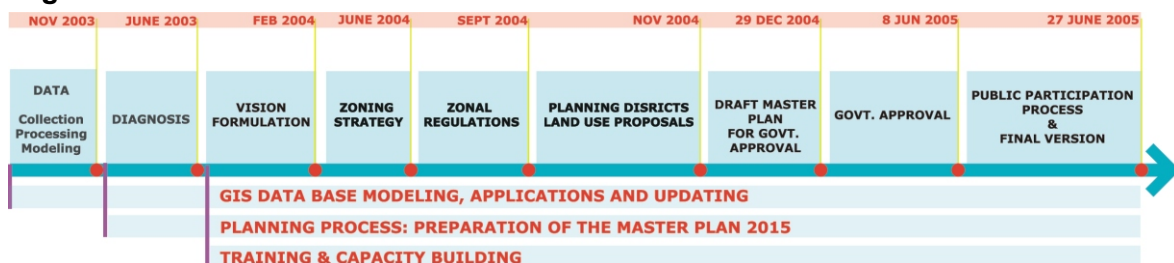 NOV 2003
JUNE 2003
FEB 2004
JUNE 2004
SEPT 2004
NOV 2004
29 DEC 2004
8 JUN 2005
27 JUNE 2005
DATA
Collection
Processing
Modeling
DIAGNOSIS
VISION
FORMULATION
ZONING
STRATEGY
ZONAL
REGULATIONS
PLANNING DISRICTS
LAND USE PROPOSALS
DRAFT MASTER
PLAN
FOR GOVT.
APPROVAL
GOVT. APPROVAL
PUBLIC PARTICIPATION
PROCESS
&
FINAL VERSION
GIS DATA BASE MODELING, APPLICATIONS AND UPDATING
PLANNING PROCESS: PREPARATION OF THE MASTER PLAN 2015
TRAINING & CAPACITY BUILDING